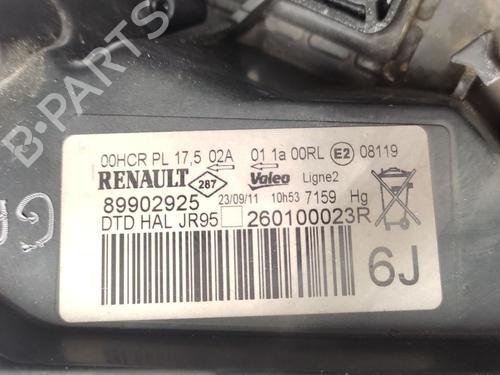 B-PARTS
00HCR PL 17,5 02A 01 1a 00RL E2 08119
RENAULT 287 Valeo Ligne2
89902925 23/09/11 10h53 7159 Hg
DTD HAL JR95 260100023R
6J